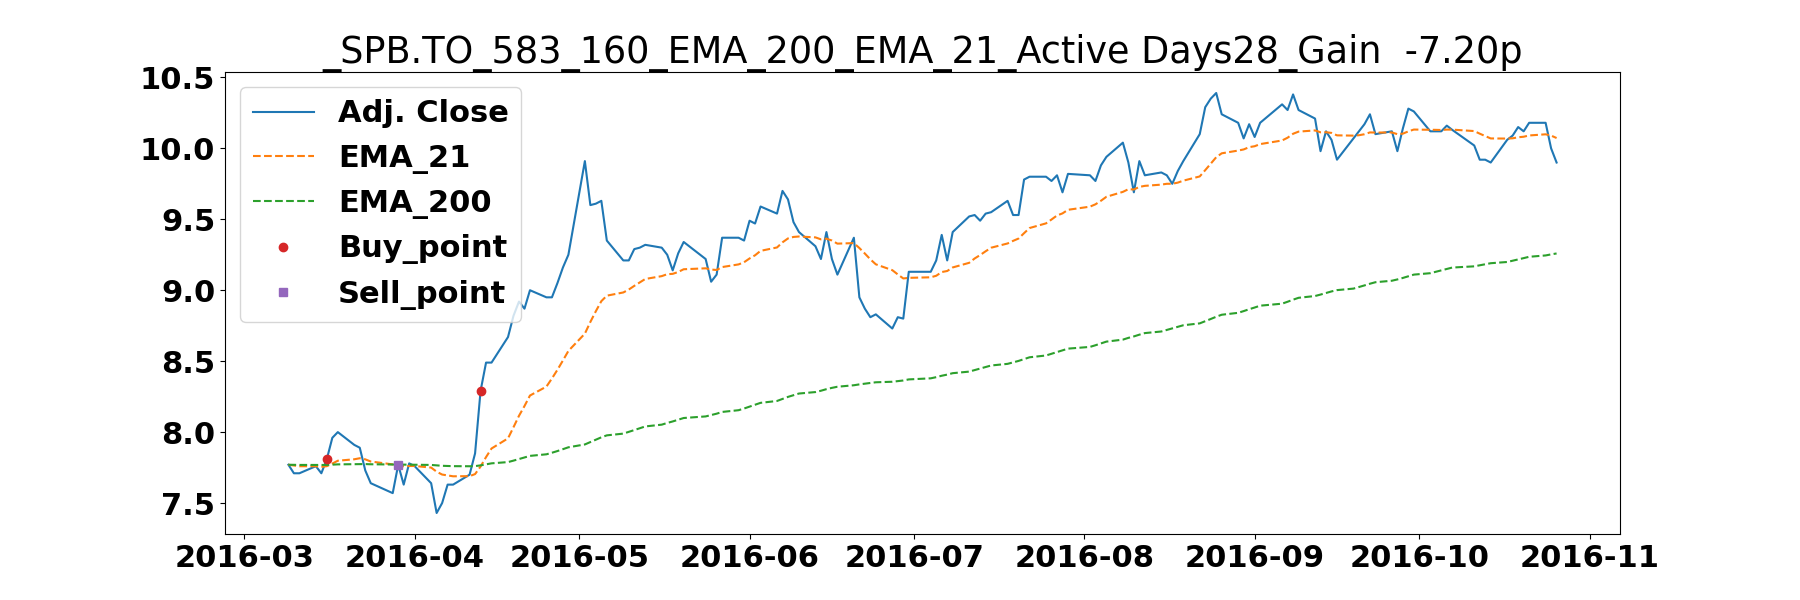 _SPB.TO_583_160_EMA_200_EMA_21_Active Days28_Gain  -7.20p
10.5
10.0
9.5
9.0
8.5
8.0
7.5
Adj. Close
EMA_21
EMA_200
Buy_point
Sell_point
2016-03 2016-04 2016-05 2016-06 2016-07 2016-08 2016-09 2016-10 2016-11